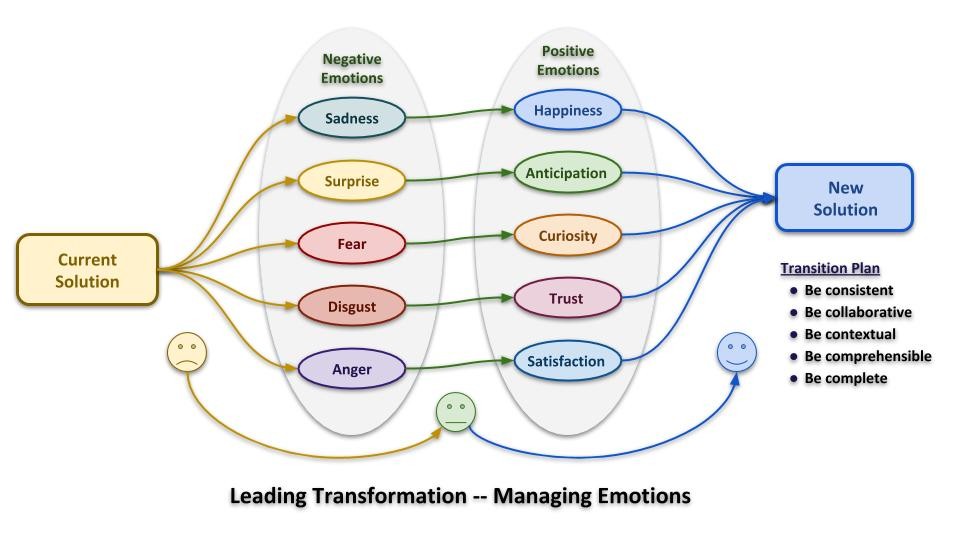 Negative
Emotions
Positive
Emotions
Sadness
Happiness
Surprise
Anticipation
Fear
Curiosity
Disgust
Trust
Anger
Satisfaction
Current
Solution
New
Solution
Transition Plan
● Be consistent
● Be collaborative
● Be contextual
● Be comprehensible
● Be complete
Leading Transformation -- Managing Emotions